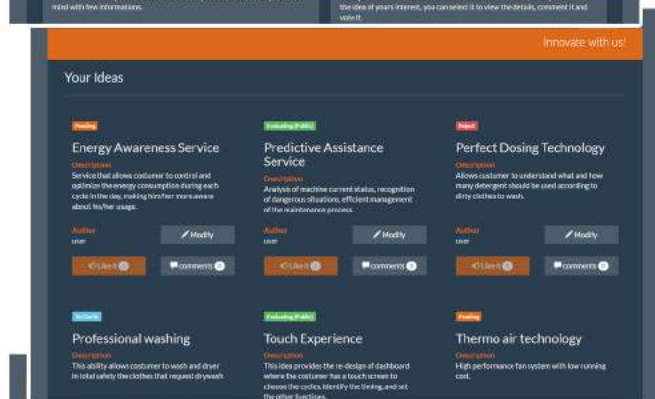 mind with few informations.
the idea of yours interest, you can select it to view the details, comment it and
vote it.
Innovate with us!
Your Ideas
Pending
Evaluating (Public)
Reject
Energy Awareness Service
Predictive Assistance
Service
Perfect Dosing Technology
Description
Service that allows costumer to control and
optimize the energy consumption during each
cycle in the day, making him/her more aware
about his/her usage.
Description
Analysis of machine current status, recognition
of dangerous situations, efficient management
of the maintenance process.
Description
Allows customer to understand what and how
many detergent should be used according to
dirty clothes to wash.
Author
user
Modify
Author
user
Modify
Author
user
Modify
Like it
comments
Like it
comments
Like it
comments
Evaluating (Public)
Pending
Professional washing
Touch Experience
Thermo air technology
Description
This ability allows costumer to wash and dryer
in total safety the clothes that request drywash
Description
This idea provides the re-design of dashboard
where the costumer has a touch screen to
choose the cycles, identify the timing, and set
the other functions.
Description
High performance fan system with low running
cost.